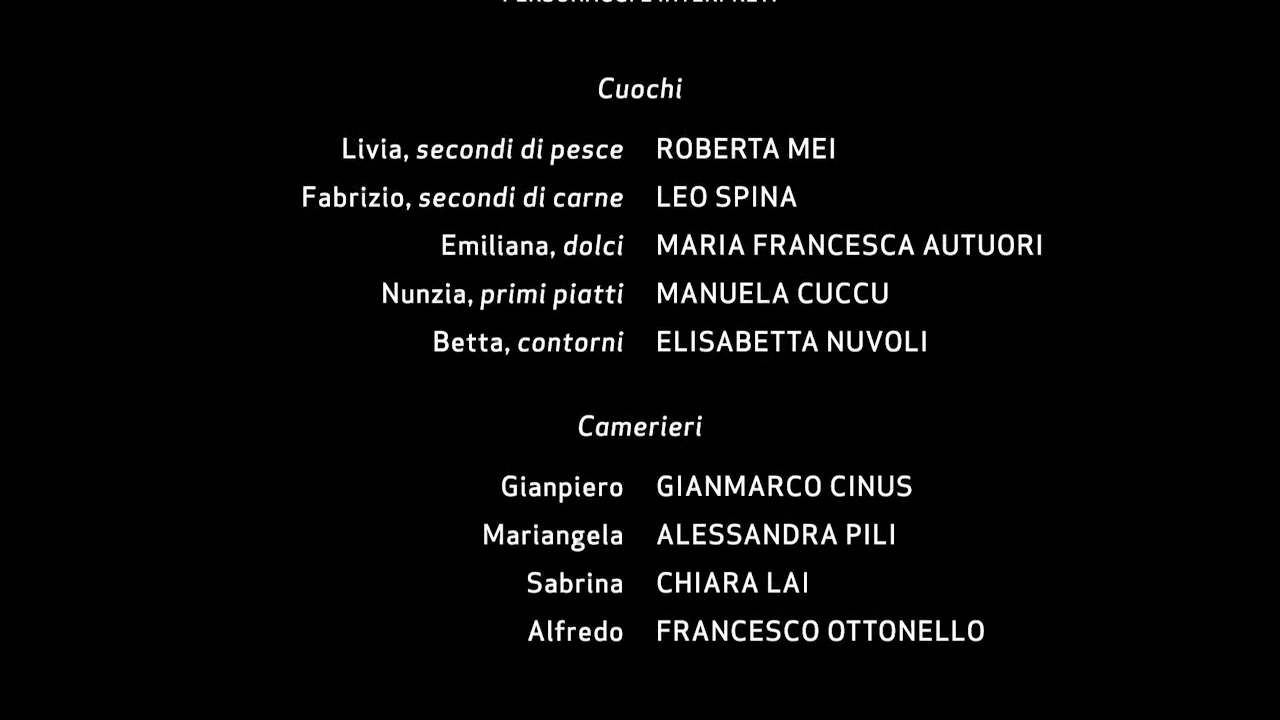 PERSONAGGI E INTERPRETI
Cuochi
Livia, secondi di pesce ROBERTA MEI
Fabrizio, secondi di carne LEO SPINA
Emiliana, dolci MARIA FRANCESCA AUTUORI
Nunzia, primi piatti MANUELA CUCCU
Betta, contorni ELISABETTA NUVOLI
Camerieri
Gianpiero GIANMARCO CINUS
Mariangela ALESSANDRA PILI
Sabrina CHIARA LAI
Alfredo FRANCESCO OTTONELLO